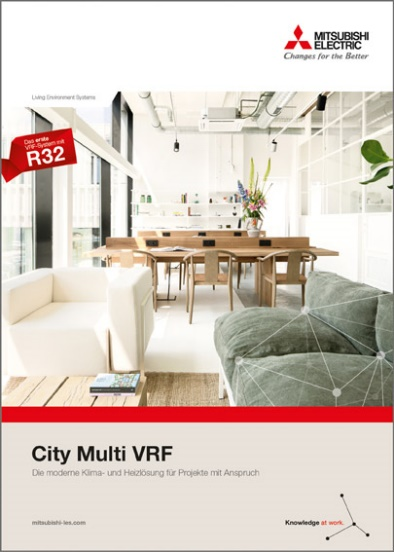 MITSUBISHI
ELECTRIC
Changes for the Better
Living Environment Systems
Das erste
VRF-System mit
R32
City Multi VRF
Die moderne Klima- und Heizlösung für Projekte mit Anspruch
mitsubishi-les.com
Knowledge at work.